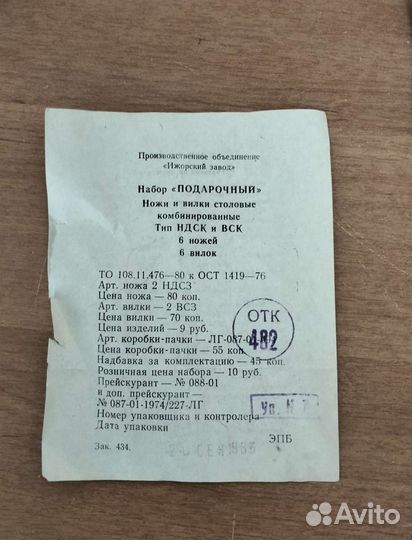 Производственное объединение
«Ижорский завод»
Набор «ПОДАРОЧНЫЙ»
Ножи и вилки столовые
комбинированные
Тип НДСК и ВСК
6 ножей
6 вилок
ТО 108.11.476—80 к ОСТ 1419—76
Арт. ножа 2 НДСЗ
Цена ножа — 80 коп.
Арт. вилки — 2 ВСЗ
Цена вилки — 70 коп.
Цена изделий — 9 руб.
Арт. коробки-пачки — ЛГ-087-01
Цена коробки-пачки — 55 коп.
Надбавка за комплектацию — 45 коп.
Розничная цена набора — 10 руб.
Прейскурант — № 088-01
и доп. прейскурант —
№ 087-01-1974/227-ЛГ
Номер упаковщика и контролера
Дата упаковки
ОТК
482
Уп.
Зак. 434.
СЕН
ЭПБ
Avito